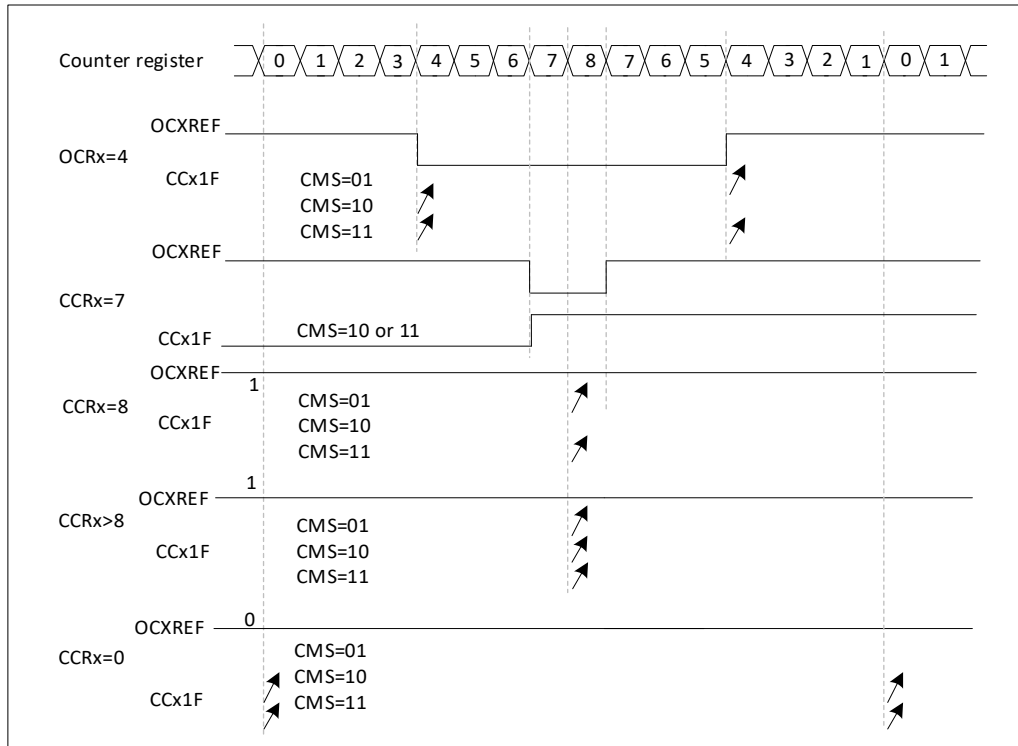 Counter register 0 1 2 3 4 5 6 7 8 7 6 5 4 3 2 1 0 1
OCXREF
OCRx=4
CCx1F
CMS=01
CMS=10
CMS=11
OCXREF
CCRx=7
CCx1F
CMS=10 or 11
OCXREF
1
CCRx=8
CCx1F
CMS=01
CMS=10
CMS=11
OCXREF
1
CCRx>8
CCx1F
CMS=01
CMS=10
CMS=11
OCXREF
0
CCRx=0
CCx1F
CMS=01
CMS=10
CMS=11